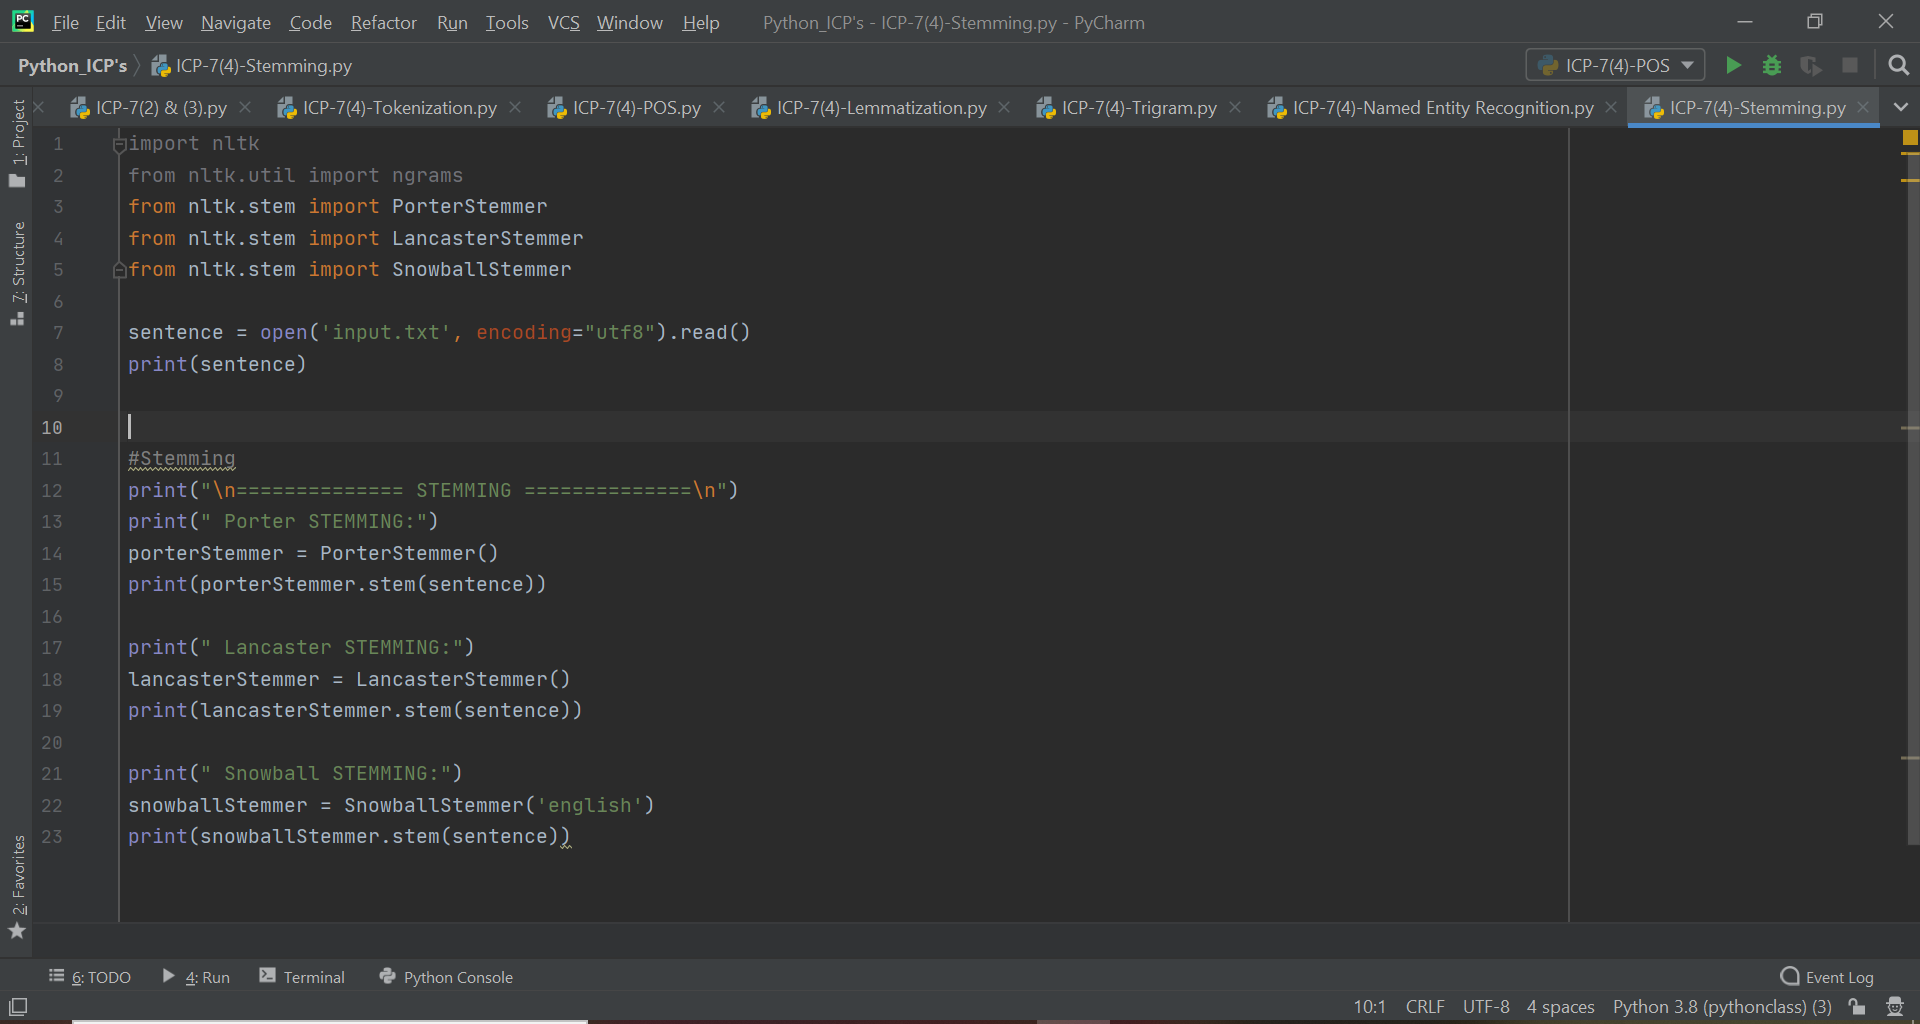 PC File Edit View Navigate Code Refactor Run Tools VCS Window Help Python_ICP's - ICP-7(4)-Stemming.py - PyCharm
Python_ICP's ICP-7(4)-Stemming.py ICP-7(4)-POS
ICP-7(2) & (3).py ICP-7(4)-Tokenization.py ICP-7(4)-POS.py ICP-7(4)-Lemmatization.py ICP-7(4)-Trigram.py ICP-7(4)-Named Entity Recognition.py ICP-7(4)-Stemming.py
1: Project
7: Structure
2: Favorites
1 import nltk
2 from nltk.util import ngrams
3 from nltk.stem import PorterStemmer
4 from nltk.stem import LancasterStemmer
5 from nltk.stem import SnowballStemmer
6
7 sentence = open('input.txt', encoding="utf8").read()
8 print(sentence)
9
10
11 #Stemming
12 print("\n============== STEMMING ==============\n")
13 print(" Porter STEMMING:")
14 porterStemmer = PorterStemmer()
15 print(porterStemmer.stem(sentence))
16
17 print(" Lancaster STEMMING:")
18 lancasterStemmer = LancasterStemmer()
19 print(lancasterStemmer.stem(sentence))
20
21 print(" Snowball STEMMING:")
22 snowballStemmer = SnowballStemmer('english')
23 print(snowballStemmer.stem(sentence))
6: TODO 4: Run Terminal Python Console Event Log
10:1 CRLF UTF-8 4 spaces Python 3.8 (pythonclass) (3)